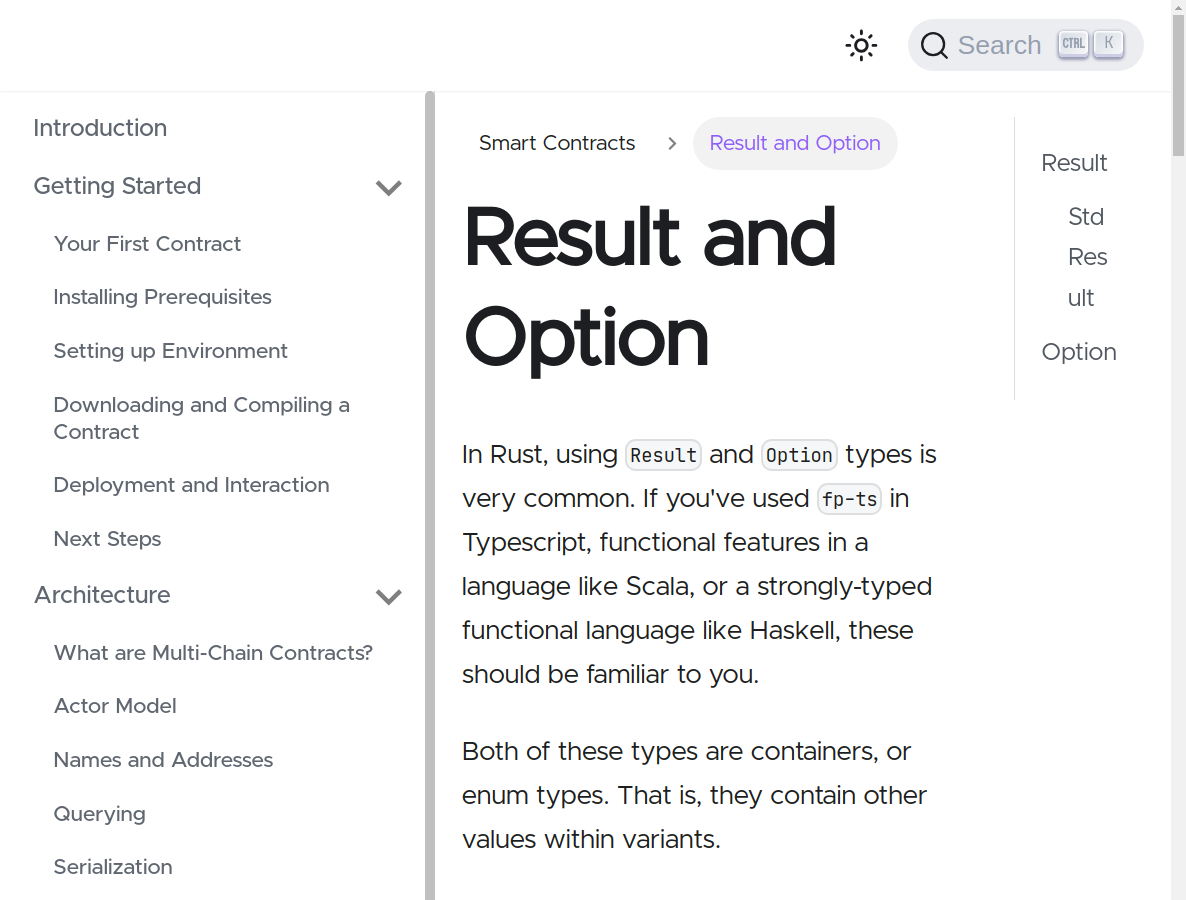 Search CTRL K
Introduction
Getting Started
Your First Contract
Installing Prerequisites
Setting up Environment
Downloading and Compiling a
Contract
Deployment and Interaction
Next Steps
Architecture
What are Multi-Chain Contracts?
Actor Model
Names and Addresses
Querying
Serialization
Smart Contracts
Result and Option
Result and
Option
In Rust, using Result and Option types is
very common. If you've used fp-ts in
Typescript, functional features in a
language like Scala, or a strongly-typed
functional language like Haskell, these
should be familiar to you.
Both of these types are containers, or
enum types. That is, they contain other
values within variants.
Result
Std
Res
ult
Option